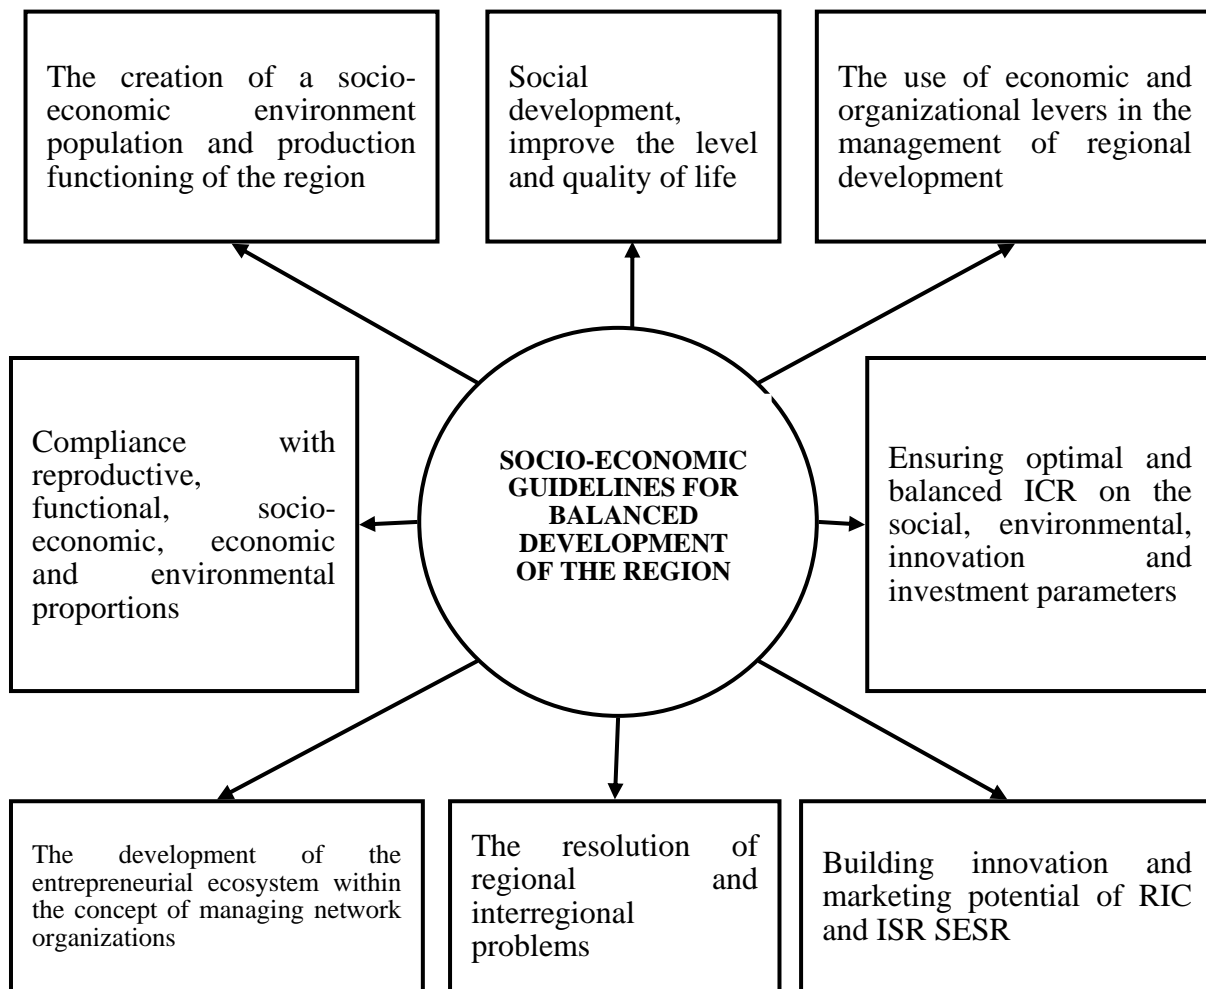 The creation of a socio-
economic environment
population and production
functioning of the region
Social
development,
improve the level
and quality of life
The use of economic and
organizational levers in the
management of regional
development
Compliance with
reproductive,
functional, socio-
economic, economic
and environmental
proportions
SOCIO-ECONOMIC
GUIDELINES FOR
BALANCED
DEVELOPMENT
OF THE REGION
Ensuring optimal and
balanced ICR on the
social, environmental,
innovation and
investment parameters
The development of the
entrepreneurial ecosystem within
the concept of managing network
organizations
The resolution of
regional and
interregional
problems
Building innovation and
marketing potential of RIC
and ISR SESR